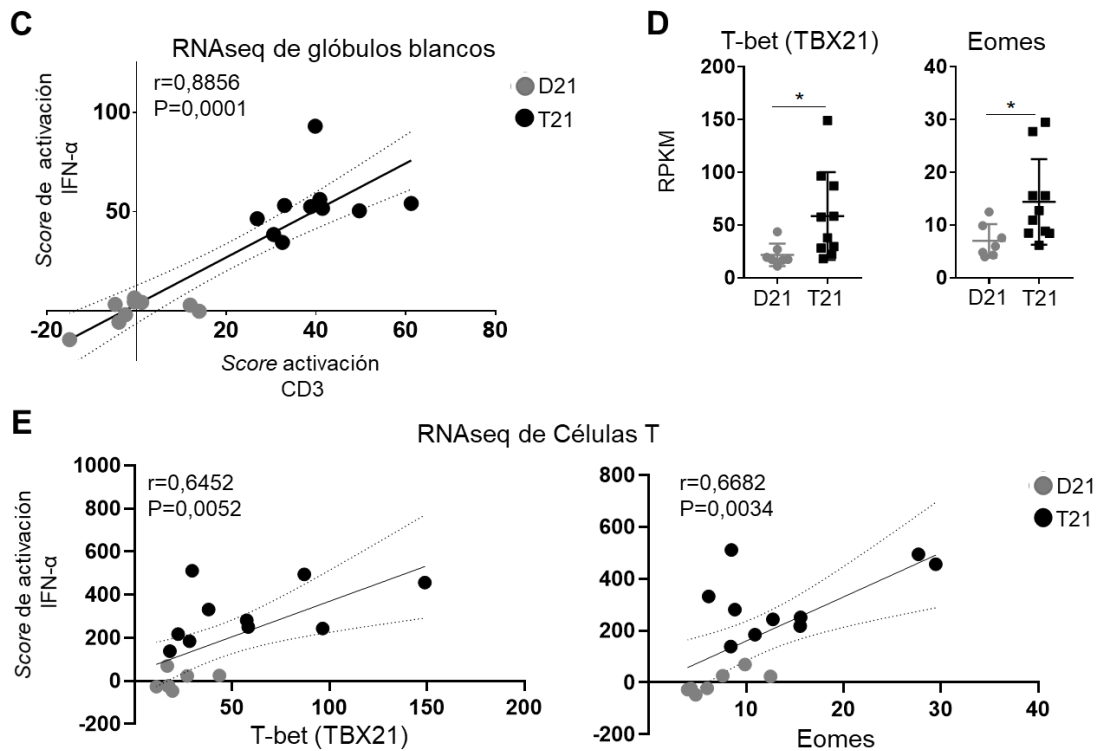 C
RNAseq de glóbulos blancos
r=0,8856
P=0,0001
D21
T21
Score de activación
IFN-α
100
50
-20
20
40
60
80
Score activación
CD3
D
T-bet (TBX21)
Eomes
RPKM
200
150
100
50
0
*
D21
T21
40
30
20
10
0
*
D21
T21
E
RNAseq de Células T
Score de activación
IFN-α
1000
800
600
400
200
0
-200
r=0,6452
P=0,0052
50
100
150
200
T-bet (TBX21)
800
600
400
200
0
-200
r=0,6682
P=0,0034
10
20
30
40
Eomes
D21
T21